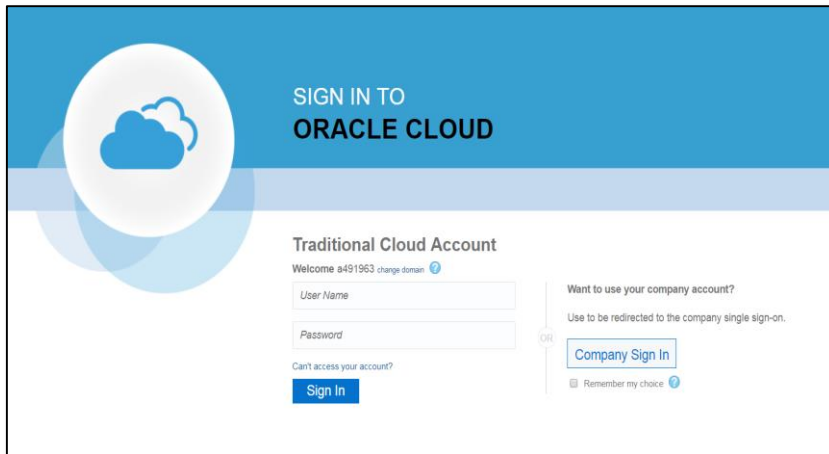 SIGN IN TO
ORACLE CLOUD
Traditional Cloud Account
Welcome a491963 change domain ?
User Name
Password
Can't access your account?
Sign In
OR
Want to use your company account?
Use to be redirected to the company single sign-on.
Company Sign In
Remember my choice ?